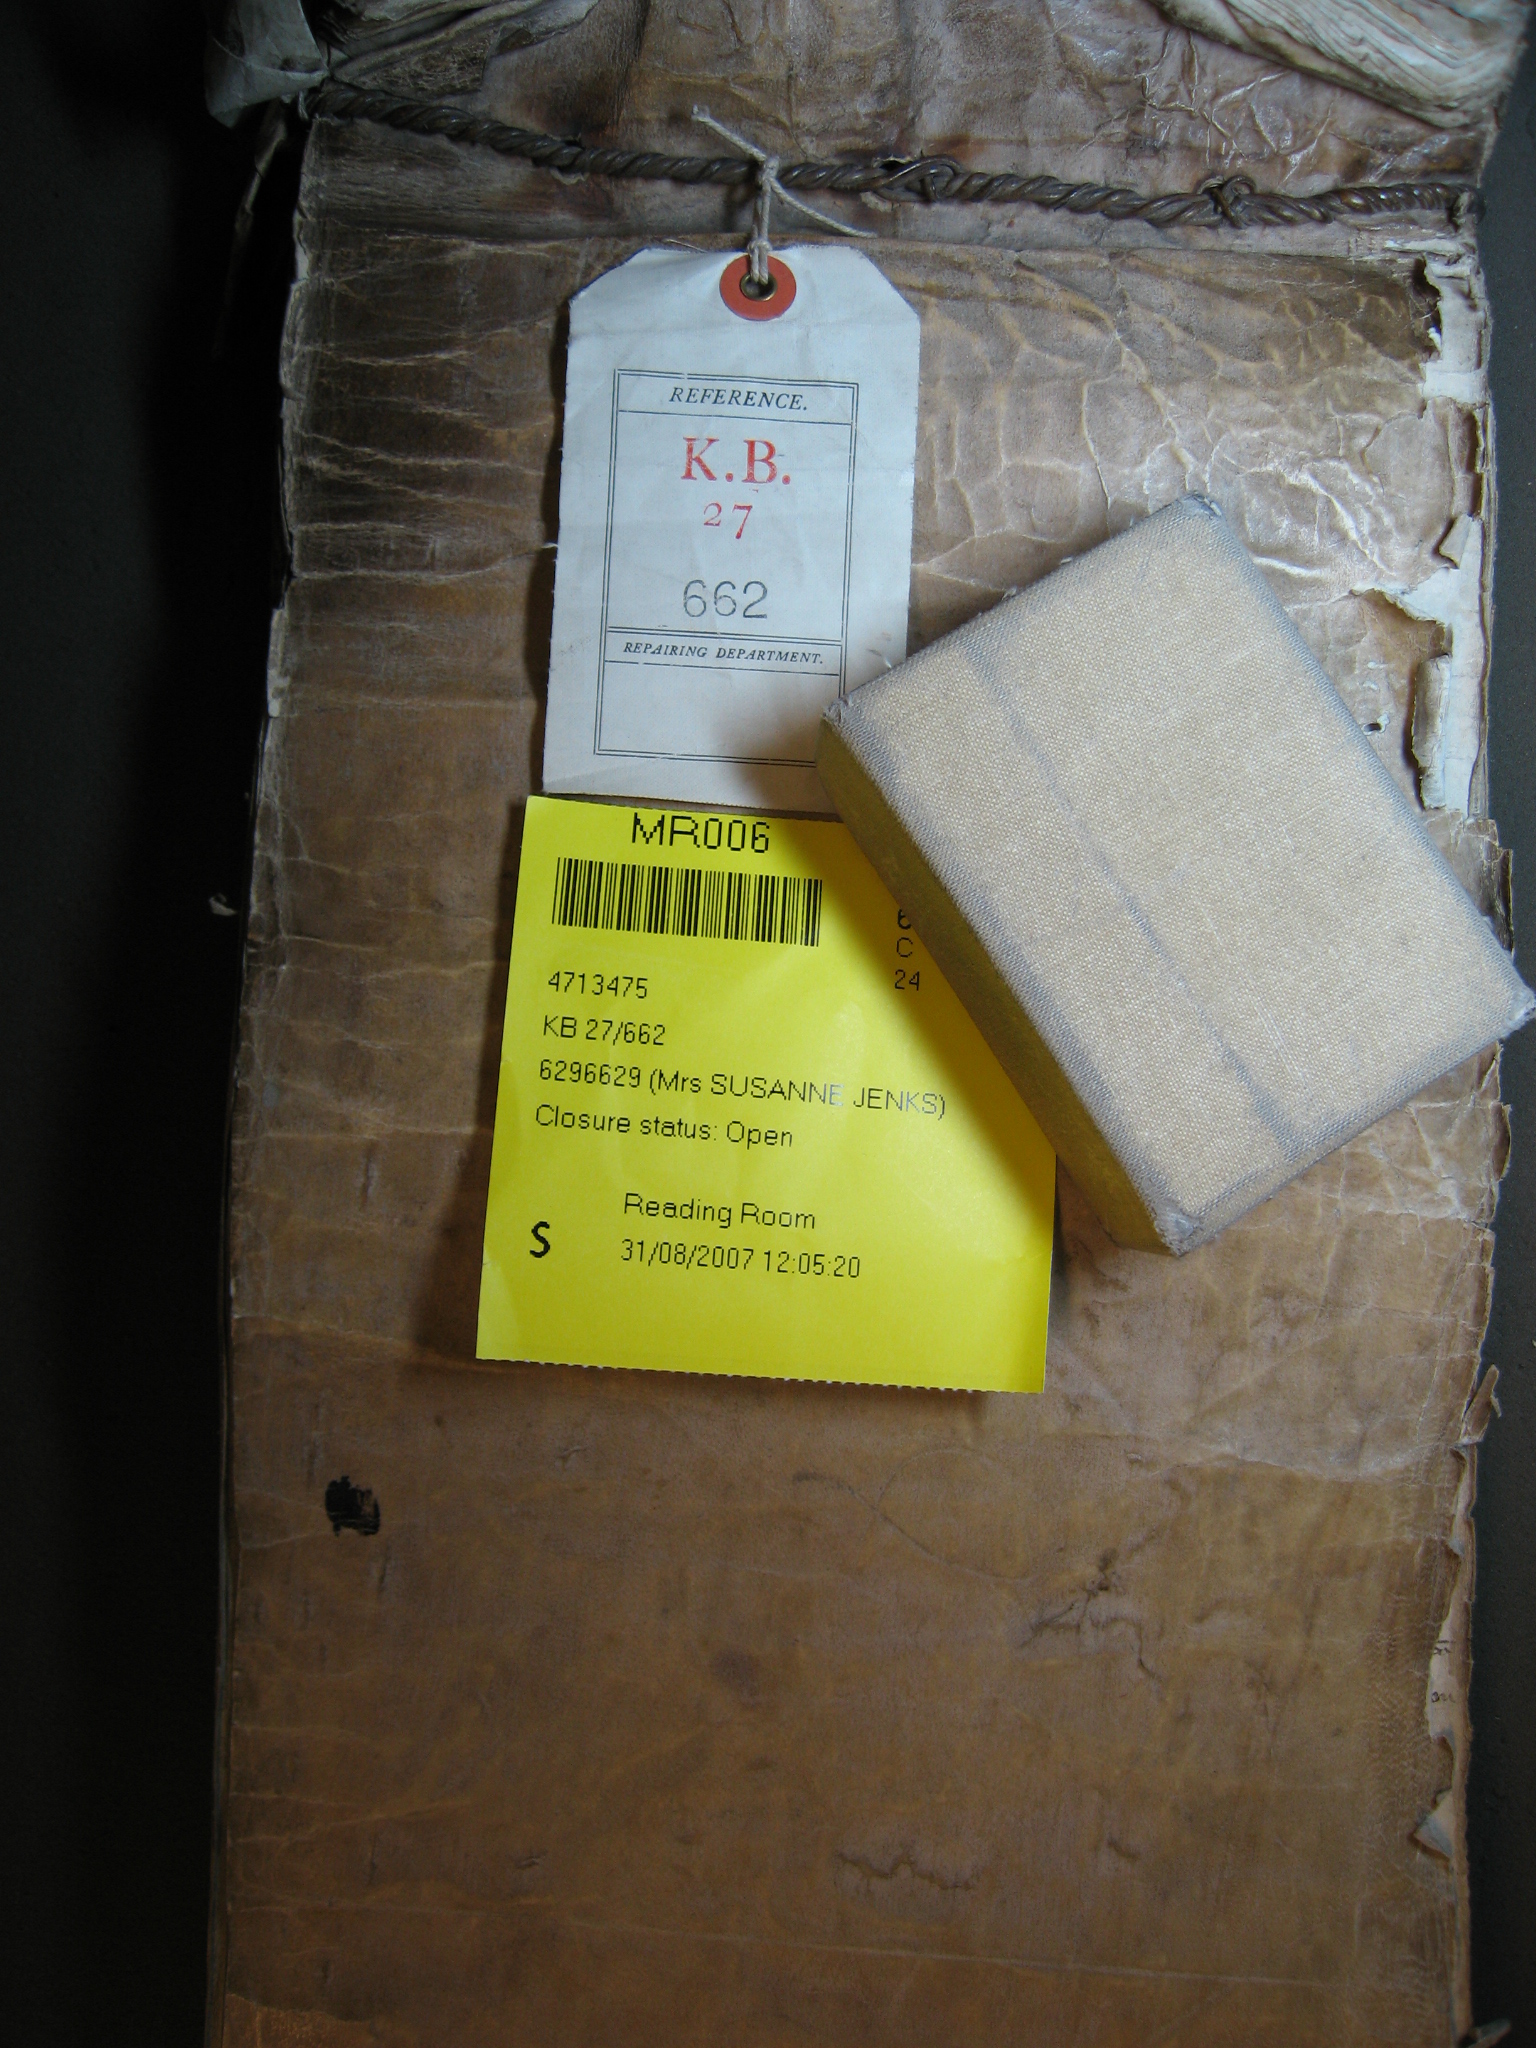 REFERENCE.
K.B.
27
662
REPAIRING DEPARTMENT.
MR006
6
C
24
4713475
KB 27/662
6296629 (Mrs SUSANNE JENKS)
Closure status: Open
Reading Room
S
31/08/2007 12:05:20